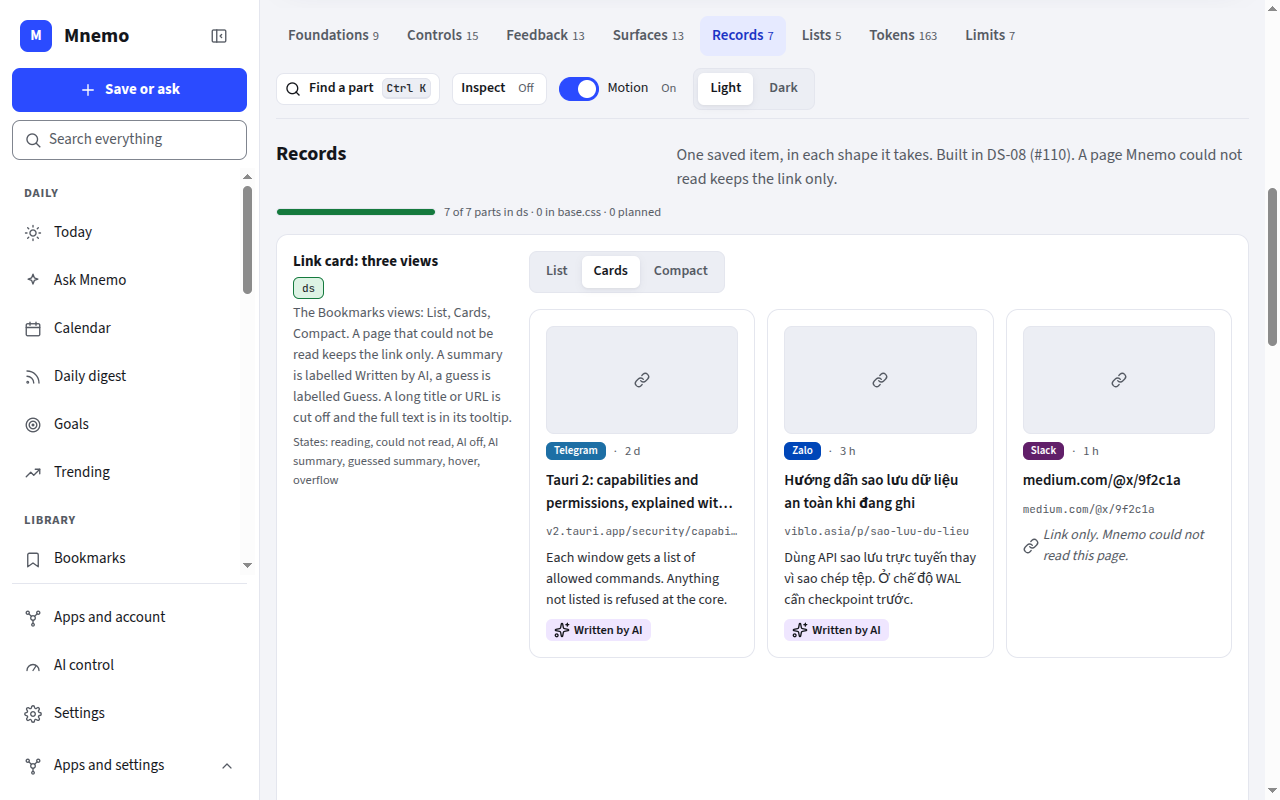 M Mnemo
Save or ask
Search everything
DAILY
Today
Ask Mnemo
Calendar
Daily digest
Goals
Trending
LIBRARY
Bookmarks
Apps and account
AI control
Settings
Apps and settings
Foundations 9 Controls 15 Feedback 13 Surfaces 13 Records 7 Lists 5 Tokens 163 Limits 7
Find a part Ctrl K Inspect Off Motion On Light Dark
Records
One saved item, in each shape it takes. Built in DS-08 (#110). A page Mnemo could not
read keeps the link only.
7 of 7 parts in ds · 0 in base.css · 0 planned
Link card: three views
ds
The Bookmarks views: List, Cards,
Compact. A page that could not be
read keeps the link only. A summary
is labelled Written by AI, a guess is
labelled Guess. A long title or URL is
cut off and the full text is in its tooltip.
States: reading, could not read, AI off, AI
summary, guessed summary, hover,
overflow
List Cards Compact
Telegram · 2 d
Tauri 2: capabilities and
permissions, explained wit…
v2.tauri.app/security/capabi…
Each window gets a list of
allowed commands. Anything
not listed is refused at the core.
Written by AI
Zalo · 3 h
Hướng dẫn sao lưu dữ liệu
an toàn khi đang ghi
viblo.asia/p/sao-luu-du-lieu
Dùng API sao lưu trực tuyến thay
vì sao chép tệp. Ở chế độ WAL
cần checkpoint trước.
Written by AI
Slack · 1 h
medium.com/@x/9f2c1a
medium.com/@x/9f2c1a
Link only. Mnemo could not
read this page.